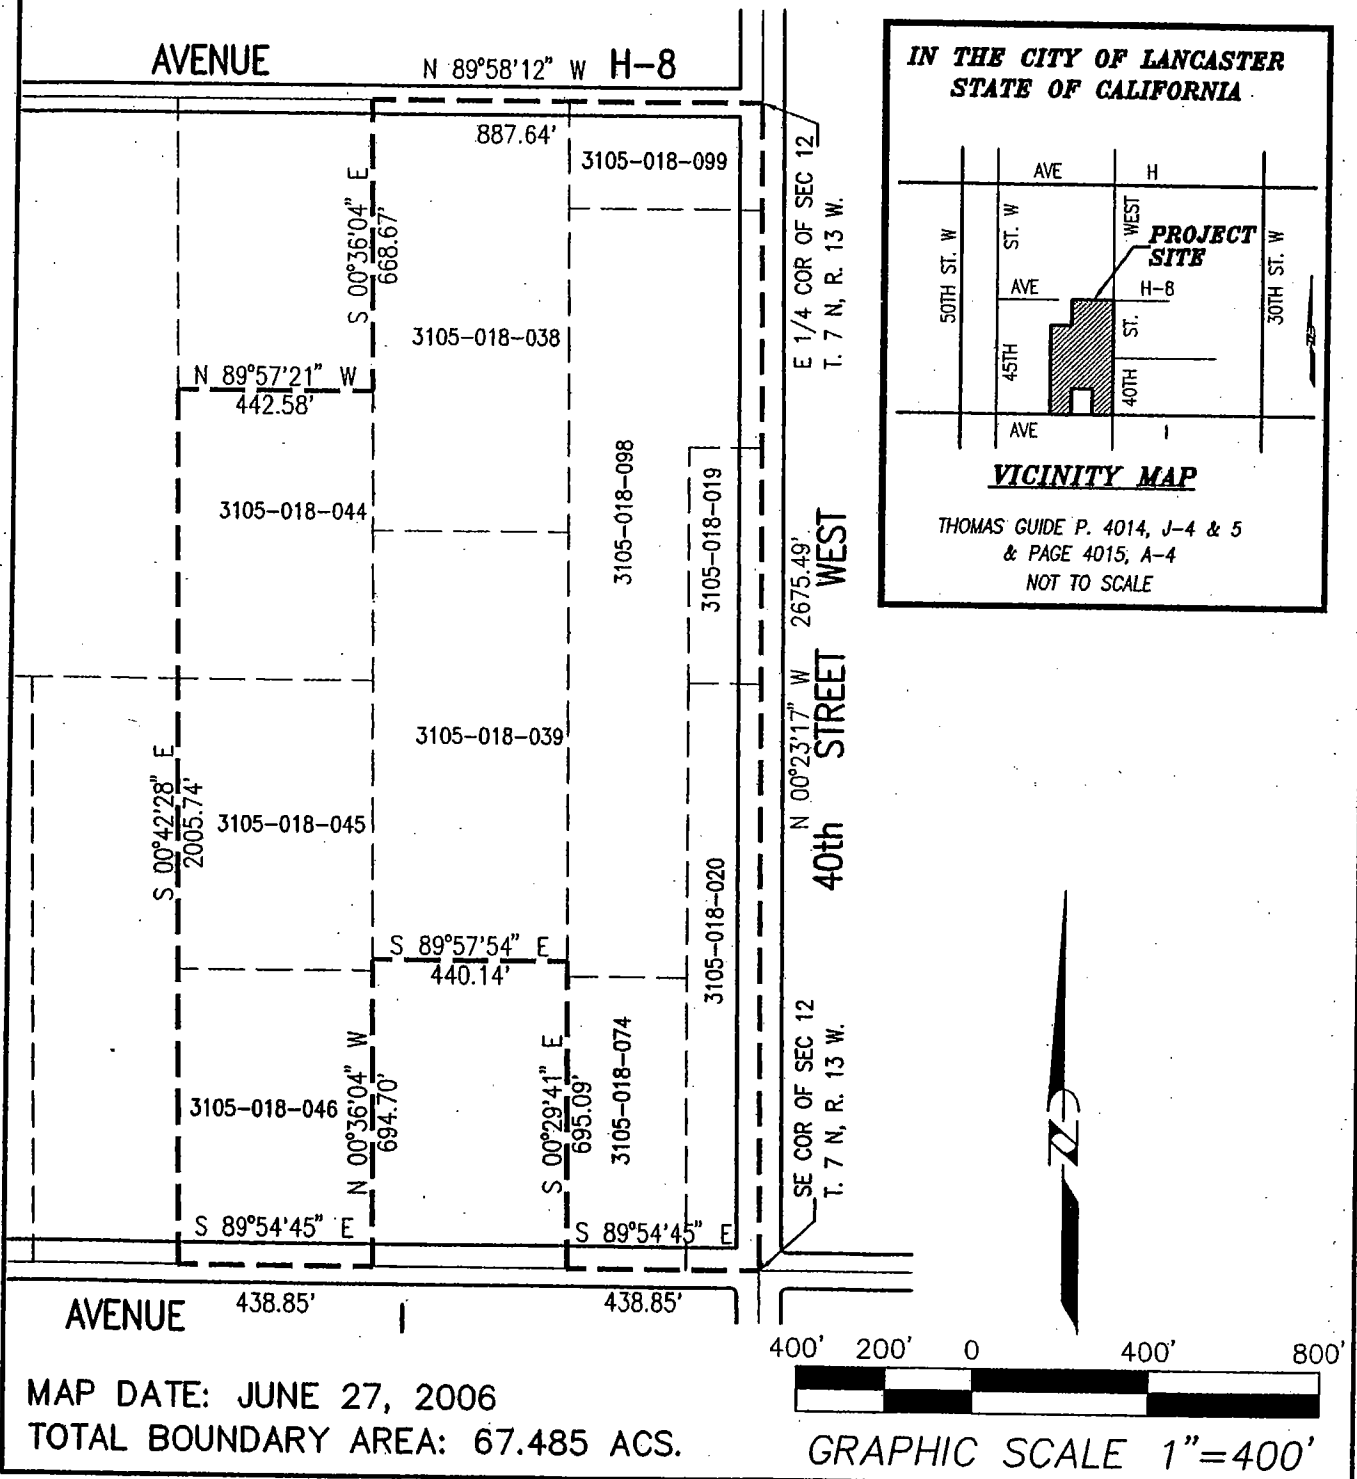 AVENUE
N 89°58'12" W H-8
887.64'
3105-018-099
S 00°36'04" E
668.67'
3105-018-038
N 89°57'21" W
442.58'
3105-018-044
3105-018-098
3105-018-019
E 1/4 COR OF SEC 12
T. 7 N, R. 13 W.
N 00°23'17" W 2675.49'
40th STREET WEST
3105-018-039
S 00°42'28" E
2005.74'
3105-018-045
3105-018-020
S 89°57'54" E
440.14'
3105-018-046
N 00°36'04" W
694.70'
S 00°29'41" E
695.09'
3105-018-074
SE COR OF SEC 12
T. 7 N, R. 13 W.
S 89°54'45" E
S 89°54'45" E
438.85'
438.85'
AVENUE I
MAP DATE: JUNE 27, 2006
TOTAL BOUNDARY AREA: 67.485 ACS.
IN THE CITY OF LANCASTER
STATE OF CALIFORNIA
AVE H
50TH ST. W
45TH ST. W
40TH ST. WEST
30TH ST. W
PROJECT
SITE
AVE H-8
AVE I
VICINITY MAP
THOMAS GUIDE P. 4014, J-4 & 5
& PAGE 4015, A-4
NOT TO SCALE
N
400' 200' 0 400' 800'
GRAPHIC SCALE 1"=400'